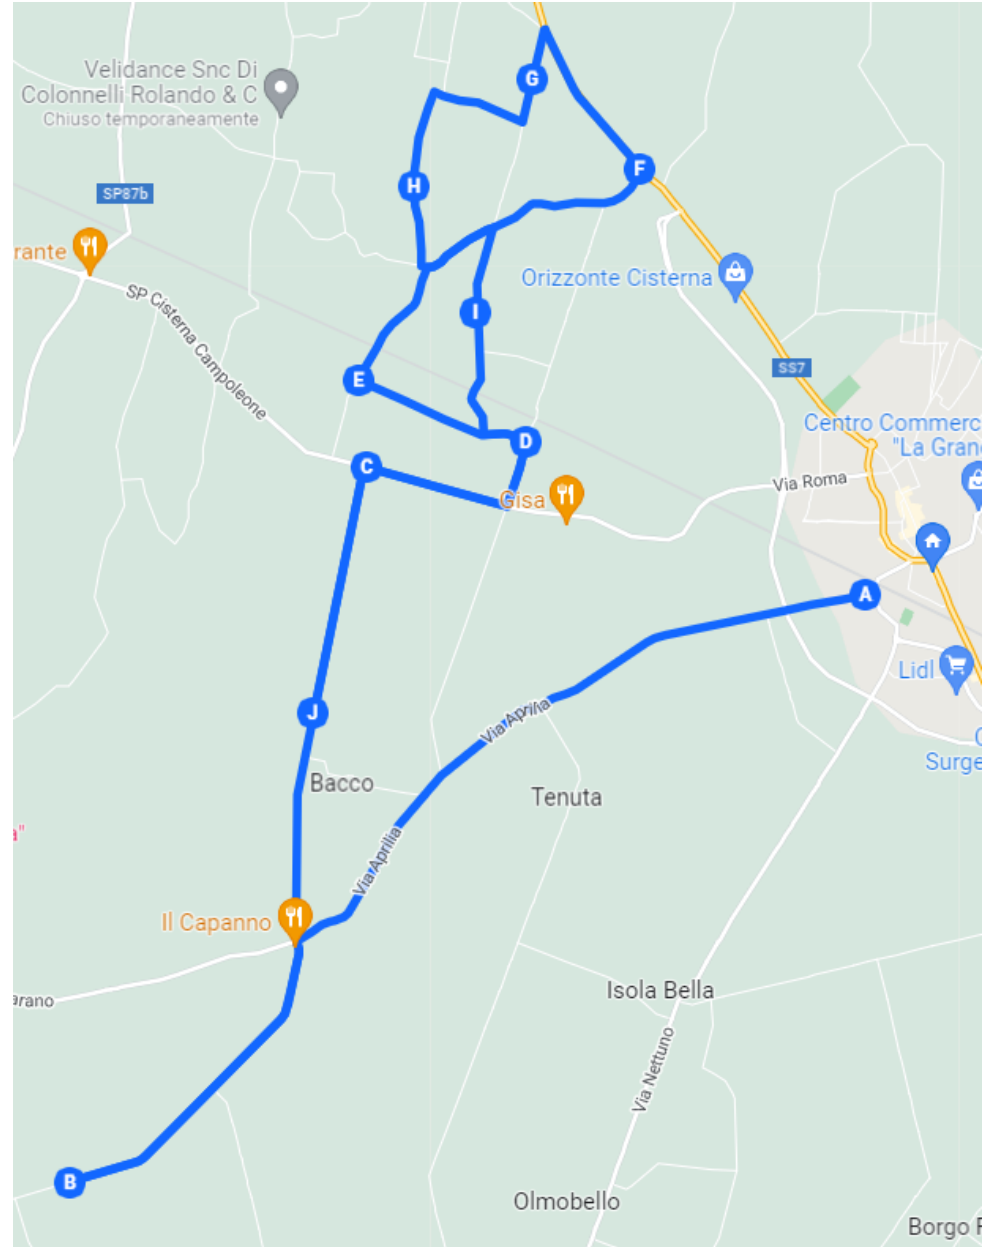 Velidance Snc Di
Colonnelli Rolando & C
Chiuso temporaneamente
G
F
H
SP87b
rante
Orizzonte Cisterna
SP Cisterna Campoleone
I
SS7
E
Centro Commerc
"La Gran
D
C
Via Roma
Gisa
A
Lidl
J
Via Aprilia
Surge
Bacco
Tenuta
a"
Via Aprilia
Il Capanno
Isola Bella
arano
Via Nettuno
B
Olmobello
Borgo